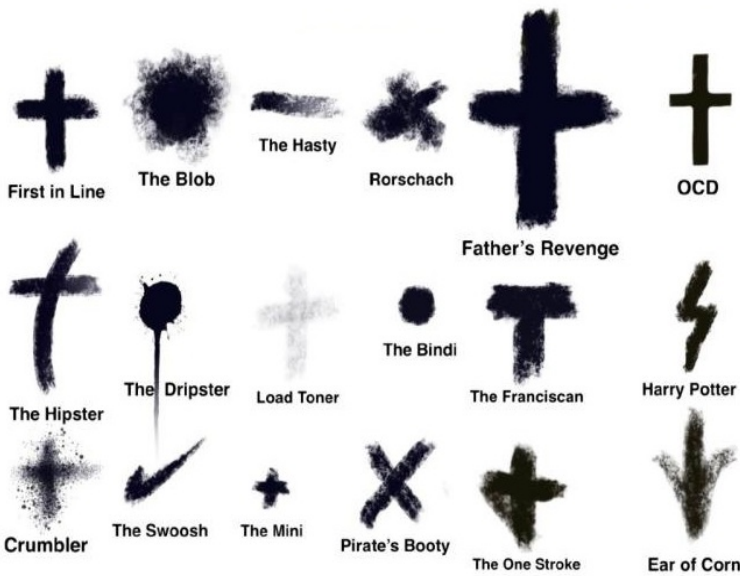 First in Line
The Blob
The Hasty
Rorschach
Father's Revenge
OCD
The Hipster
The Dripster
Load Toner
The Bindi
The Franciscan
Harry Potter
Crumbler
The Swoosh
The Mini
Pirate's Booty
The One Stroke
Ear of Corn